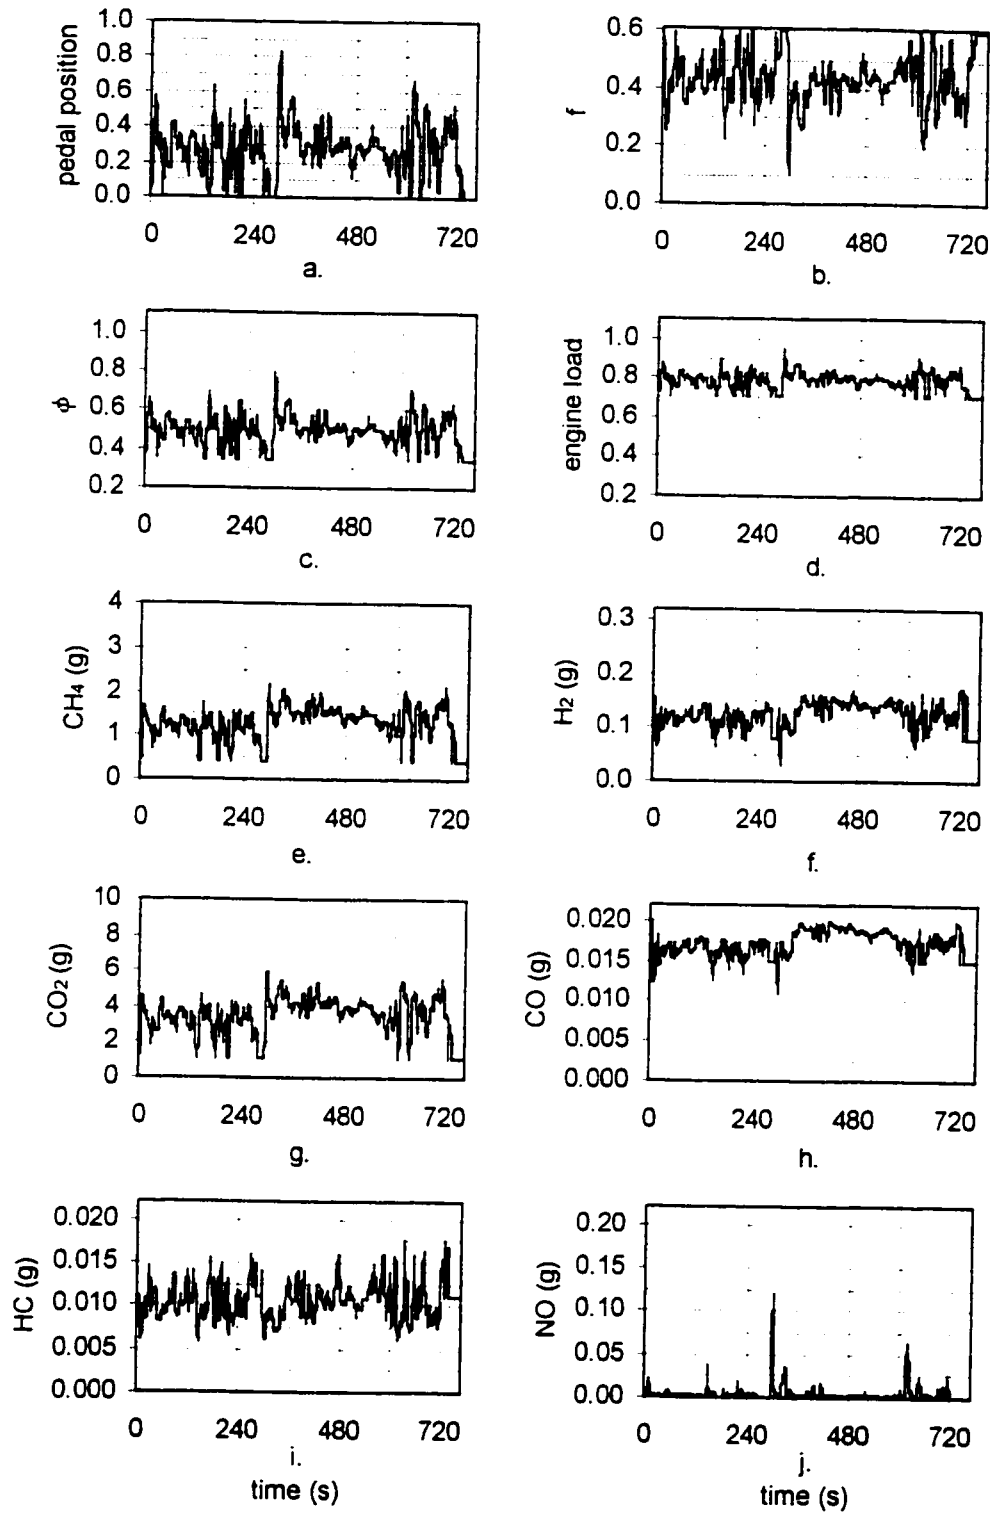 pedal position
1.0
0.8
0.6
0.4
0.2
0.0
0 240 480 720
a.
f
0.6
0.4
0.2
0.0
0 240 480 720
b.
ϕ
1.0
0.8
0.6
0.4
0.2
0 240 480 720
c.
engine load
1.0
0.8
0.6
0.4
0.2
0 240 480 720
d.
CH4 (g)
4
3
2
1
0
0 240 480 720
e.
H2 (g)
0.3
0.2
0.1
0.0
0 240 480 720
f.
CO2 (g)
10
8
6
4
2
0
0 240 480 720
g.
CO (g)
0.020
0.015
0.010
0.005
0.000
0 240 480 720
h.
HC (g)
0.020
0.015
0.010
0.005
0.000
0 240 480 720
i.
time (s)
NO (g)
0.20
0.15
0.10
0.05
0.00
0 240 480 720
j.
time (s)